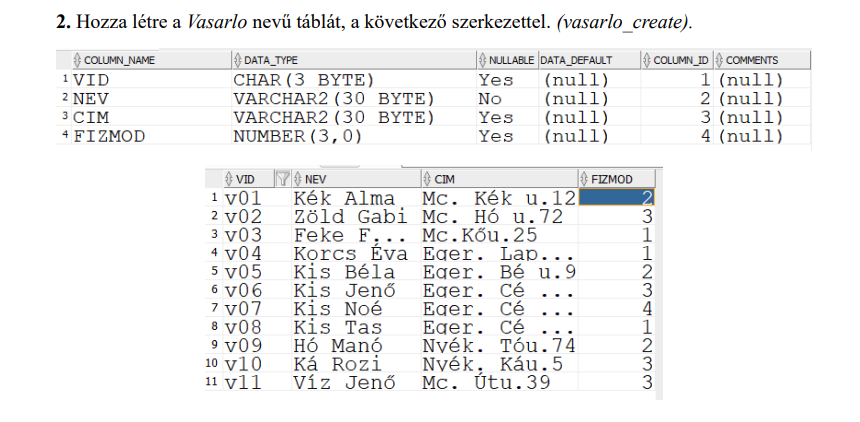 2. Hozza létre a Vasarlo nevű táblát, a következő szerkezettel. (vasarlo_create).
COLUMN_NAME DATA_TYPE NULLABLE DATA_DEFAULT COLUMN_ID COMMENTS
1 VID CHAR(3 BYTE) Yes (null) 1 (null)
2 NEV VARCHAR2(30 BYTE) No (null) 2 (null)
3 CIM VARCHAR2(30 BYTE) Yes (null) 3 (null)
4 FIZMOD NUMBER(3,0) Yes (null) 4 (null)
VID NEV CIM FIZMOD
1 v01 Kék Alma Mc. Kék u.12 2
2 v02 Zöld Gabi Mc. Hó u.72 3
3 v03 Feke F... Mc.Kőu.25 1
4 v04 Korcs Éva Eger. Lap... 1
5 v05 Kis Béla Eger. Bé u.9 2
6 v06 Kis Jenő Eger. Cé ... 3
7 v07 Kis Noé Eger. Cé ... 4
8 v08 Kis Tas Eger. Cé ... 1
9 v09 Hó Manó Nyék. Tóu.74 2
10 v10 Ká Rozi Nyék. Káu.5 3
11 v11 Víz Jenő Mc. Útu.39 3